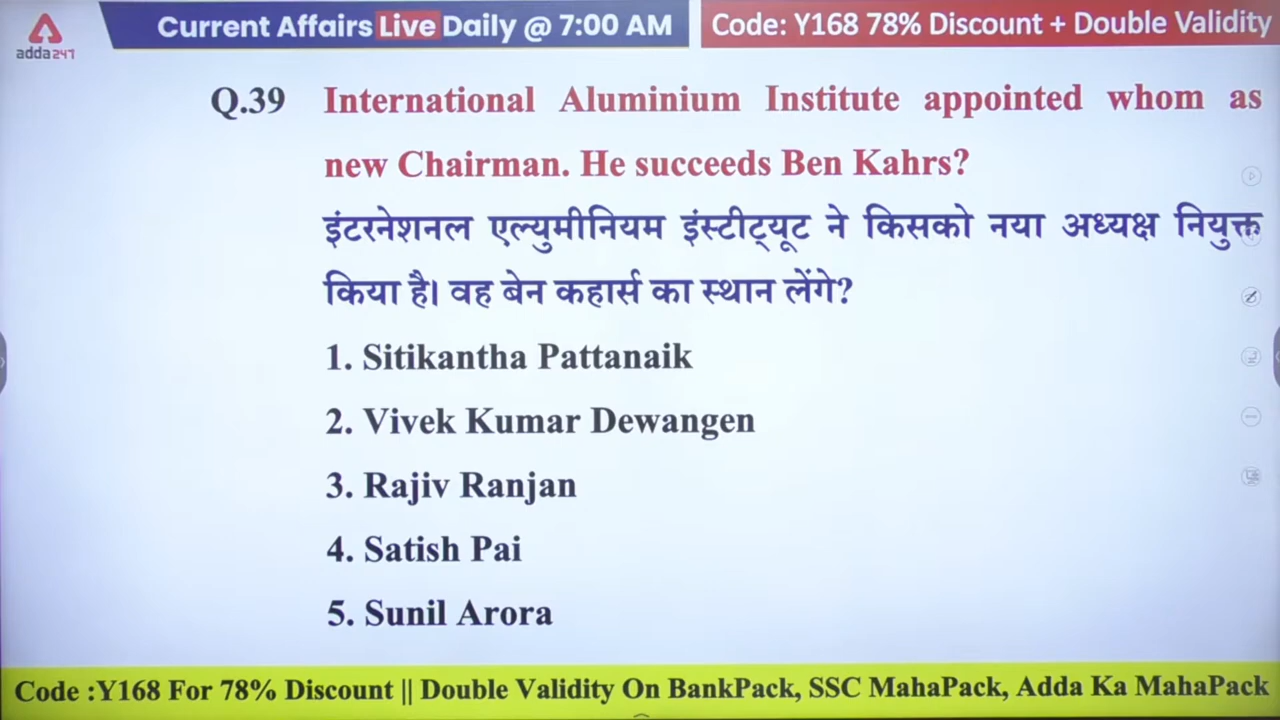 Current Affairs Live Daily @ 7:00 AM
Code: Y168 78% Discount + Double Validity
adda247
Q.39 International Aluminium Institute appointed whom as
new Chairman. He succeeds Ben Kahrs?
इंटरनेशनल एल्युमीनियम इंस्टीट्यूट ने किसको नया अध्यक्ष नियुक्त
किया है। वह बेन कहार्स का स्थान लेंगे?
1. Sitikantha Pattanaik
2. Vivek Kumar Dewangen
3. Rajiv Ranjan
4. Satish Pai
5. Sunil Arora
Code :Y168 For 78% Discount || Double Validity On BankPack, SSC MahaPack, Adda Ka MahaPack